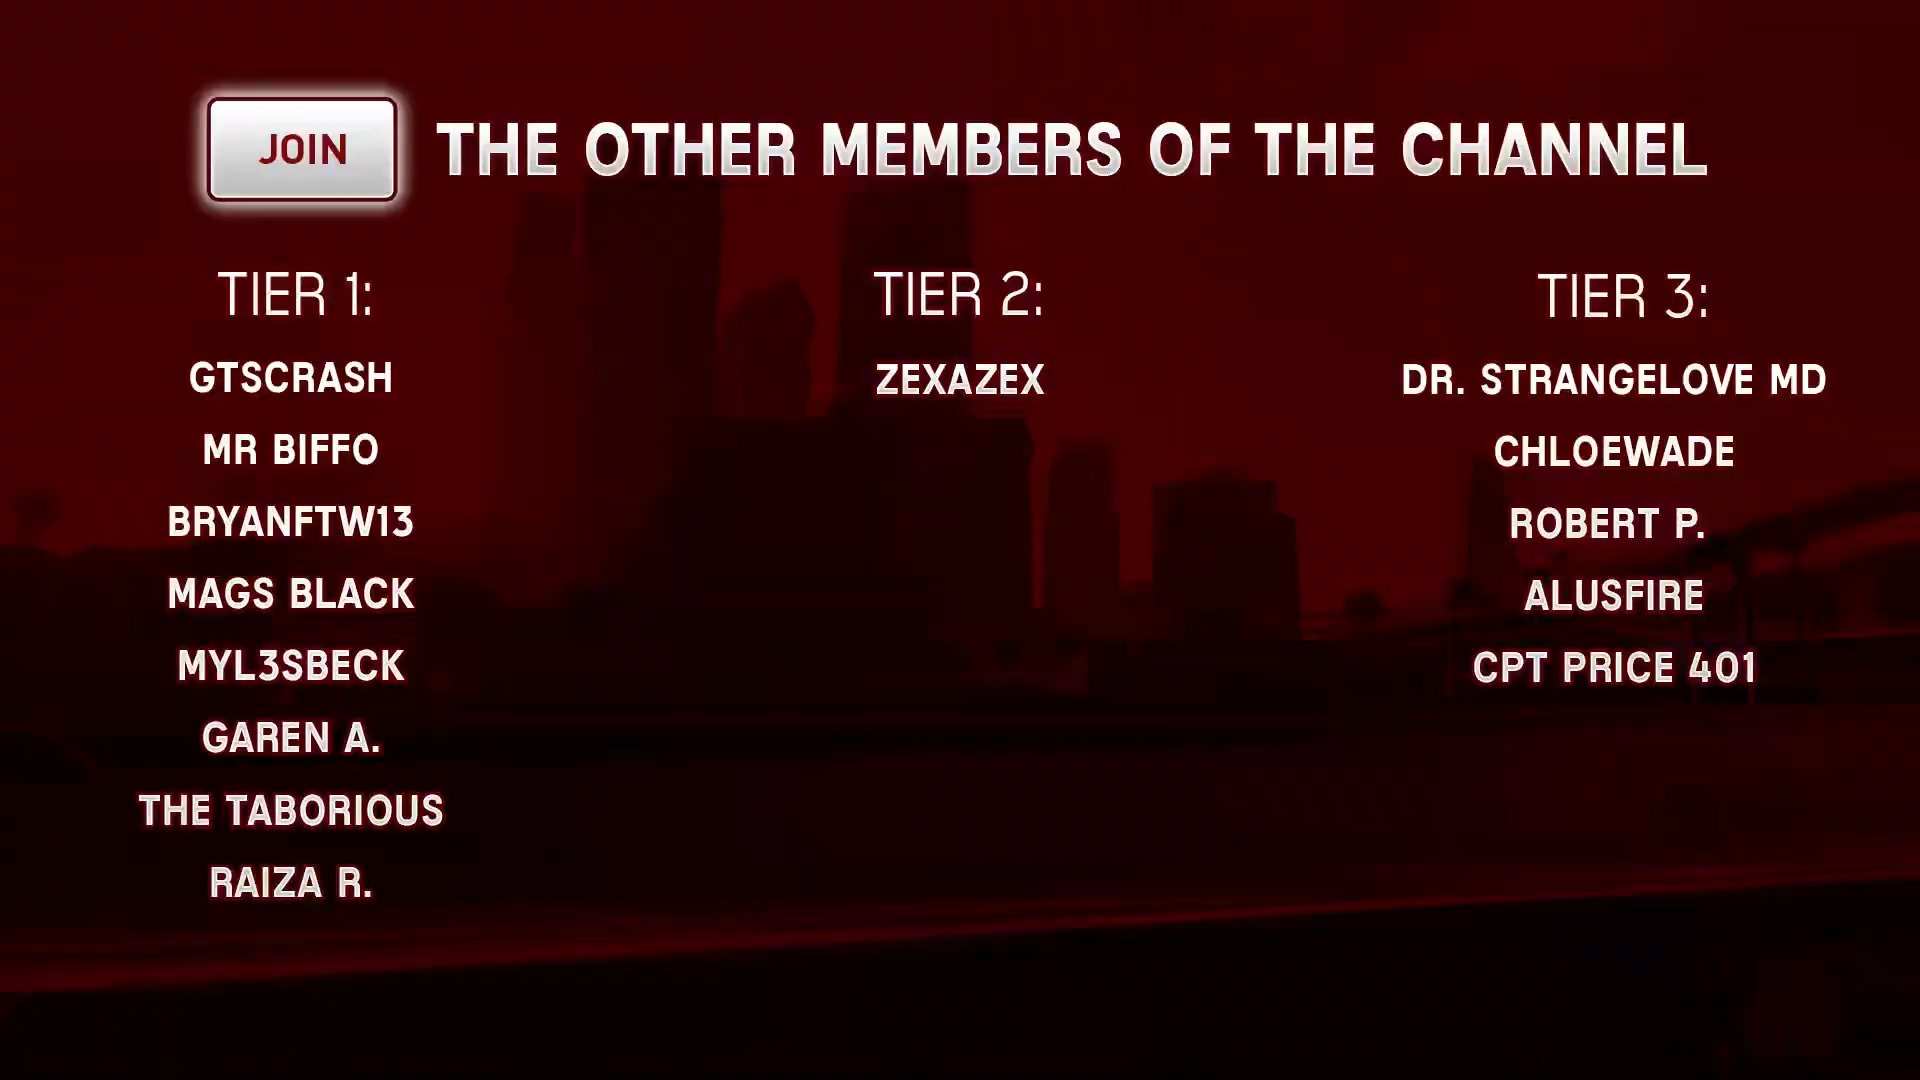 JOIN
THE OTHER MEMBERS OF THE CHANNEL
TIER 1:
GTSCRASH
MR BIFFO
BRYANFTW13
MAGS BLACK
MYL3SBECK
GAREN A.
THE TABORIOUS
RAIZA R.
TIER 2:
ZEXAZEX
TIER 3:
DR. STRANGELOVE MD
CHLOEWADE
ROBERT P.
ALUSFIRE
CPT PRICE 401